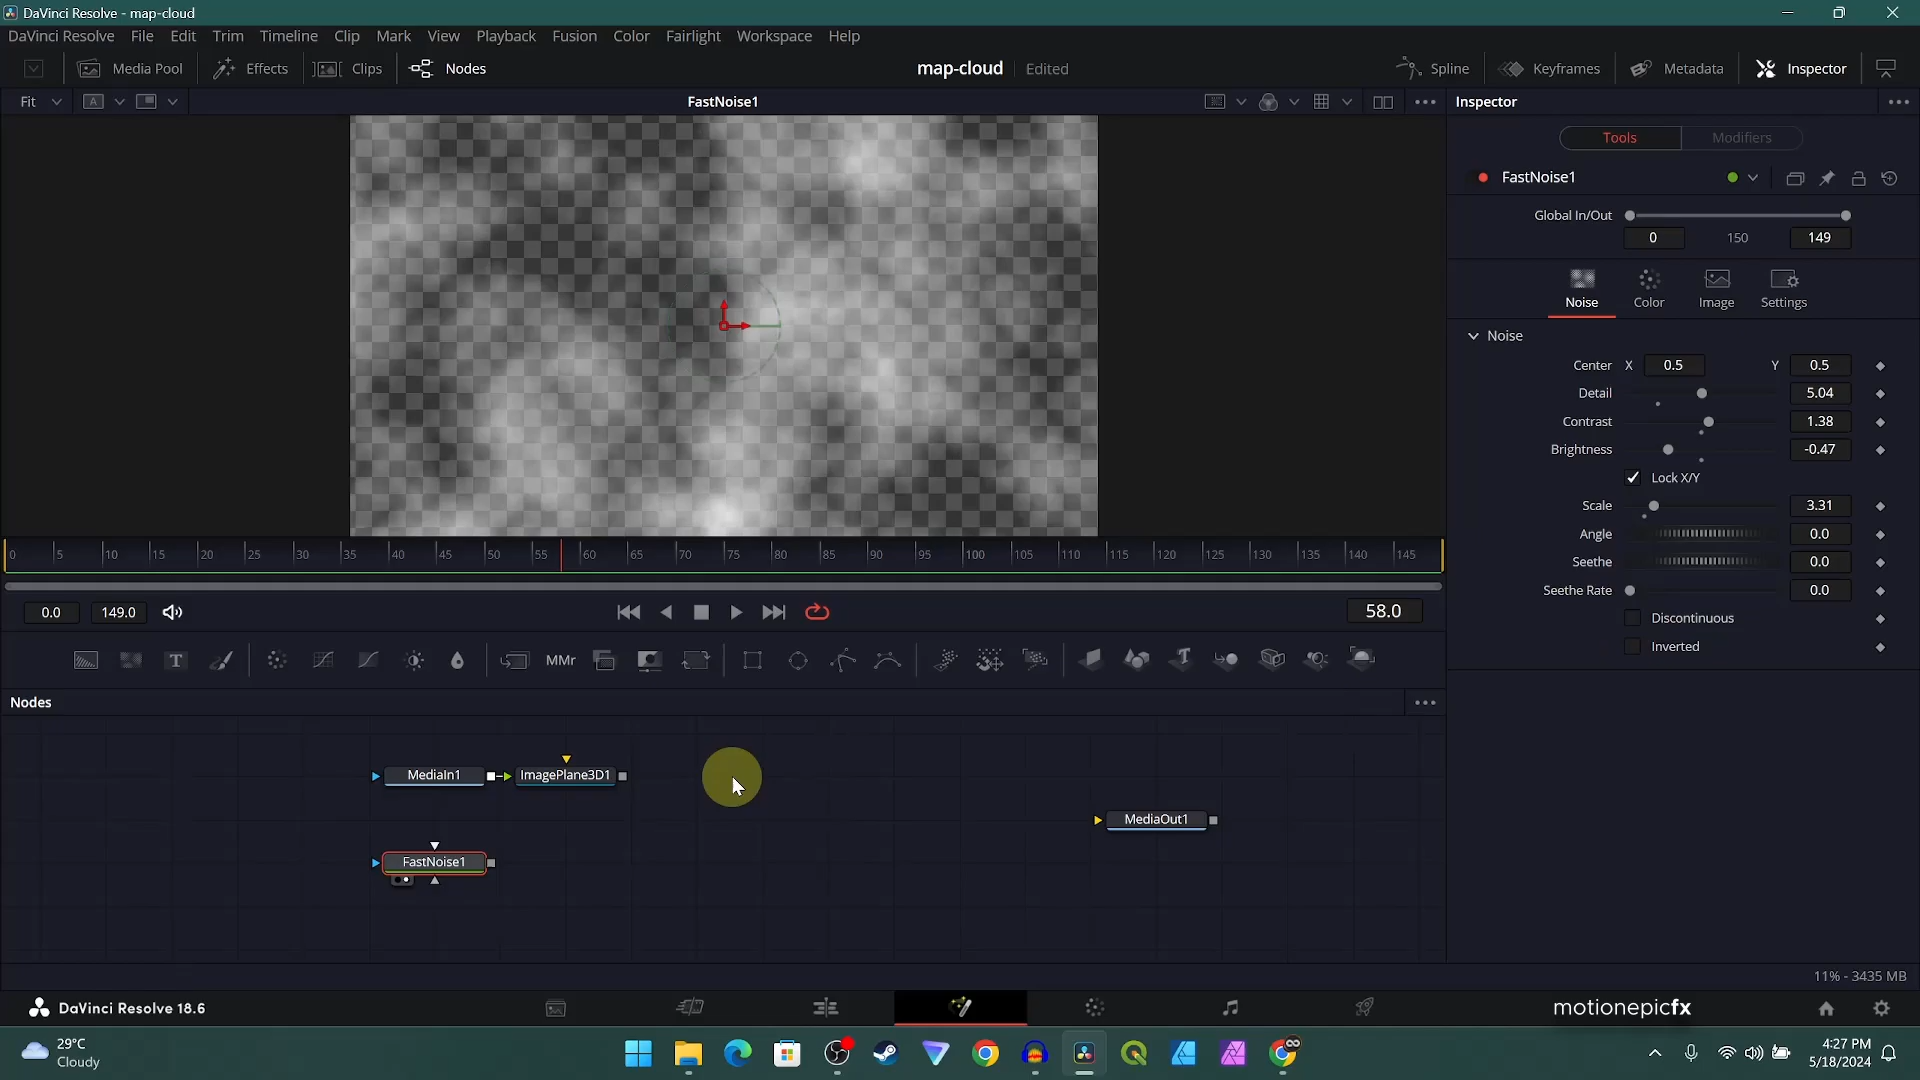 DaVinci Resolve - map-cloud
DaVinci Resolve File Edit Trim Timeline Clip Mark View Playback Fusion Color Fairlight Workspace Help
Media Pool Effects Clips Nodes map-cloud Edited Spline Keyframes Metadata Inspector
Fit A FastNoise1 Inspector
Tools Modifiers
FastNoise1
Global In/Out
0 150 149
Noise Color Image Settings
Noise
Center X 0.5 Y 0.5
Detail 5.04
Contrast 1.38
Brightness -0.47
Lock X/Y
Scale 3.31
Angle 0.0
Seethe 0.0
Seethe Rate 0.0
Discontinuous
Inverted
0 5 10 15 20 25 30 35 40 45 50 55 60 65 70 75 80 85 90 95 100 105 110 115 120 125 130 135 140 145
0.0 149.0 58.0
T MMr
Nodes
MediaIn1 ImagePlane3D1
MediaOut1
FastNoise1
11% - 3435 MB
DaVinci Resolve 18.6 motionepicfx
29°C
Cloudy
4:27 PM
5/18/2024